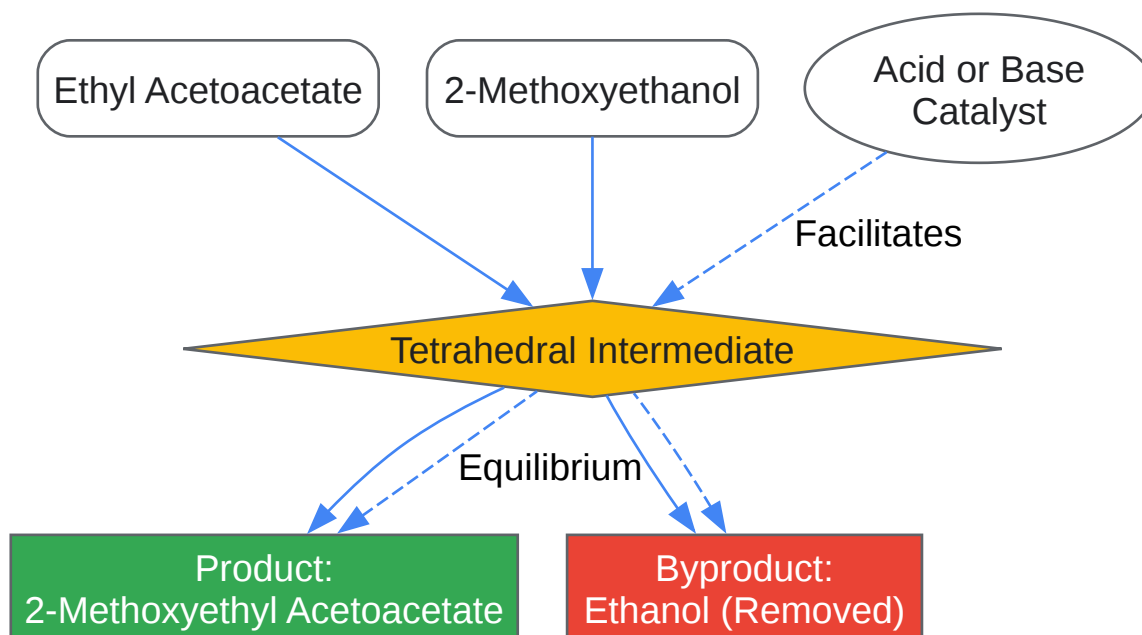 Ethyl Acetoacetate
2-Methoxyethanol
Acid or Base
Catalyst
Facilitates
Tetrahedral Intermediate
Equilibrium
Product:
2-Methoxyethyl Acetoacetate
Byproduct:
Ethanol (Removed)